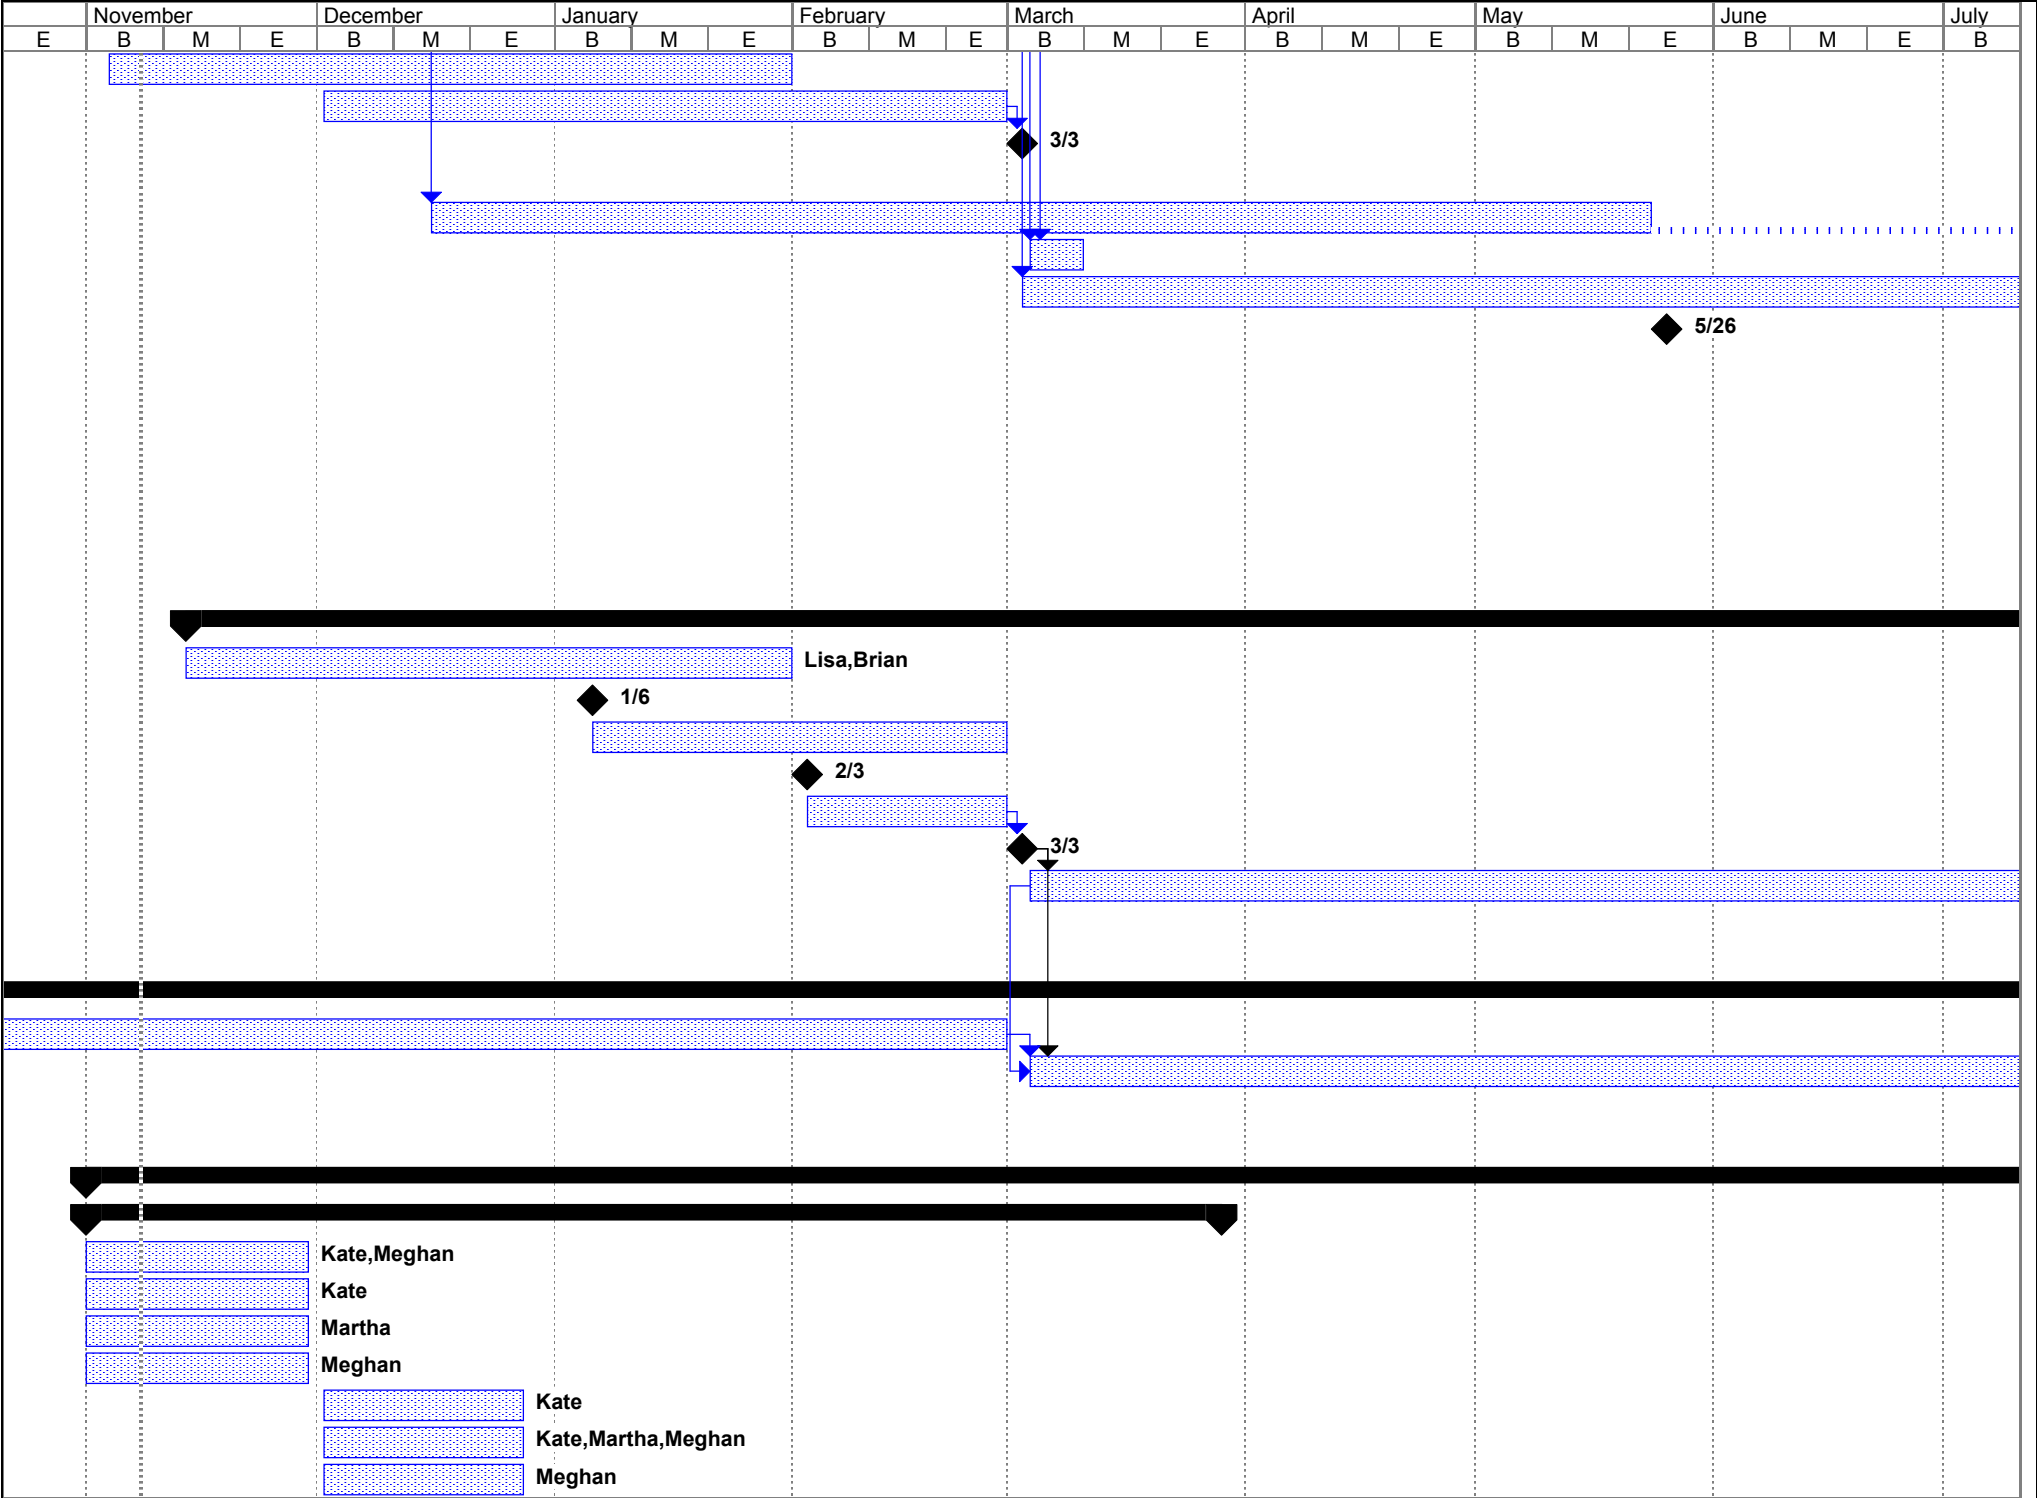 November December January February March April May June July
E B M E B M E B M E B M E B M E B M E B M E B M E B
3/3
5/26
Lisa,Brian
1/6
2/3
3/3
Kate,Meghan
Kate
Martha
Meghan
Kate
Kate,Martha,Meghan
Meghan